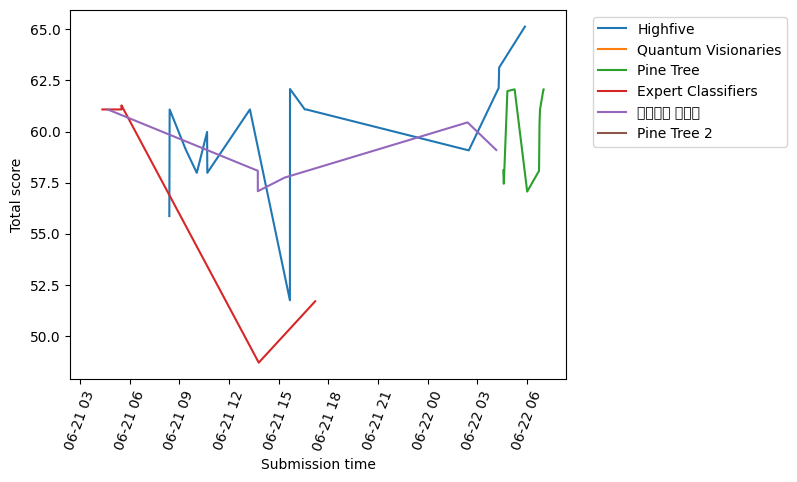 65.0
62.5
60.0
57.5
55.0
52.5
50.0
Total score
06-21 03
06-21 06
06-21 09
06-21 12
06-21 15
06-21 18
06-21 21
06-22 00
06-22 03
06-22 06
Submission time
Highfive
Quantum Visionaries
Pine Tree
Expert Classifiers
Pine Tree 2